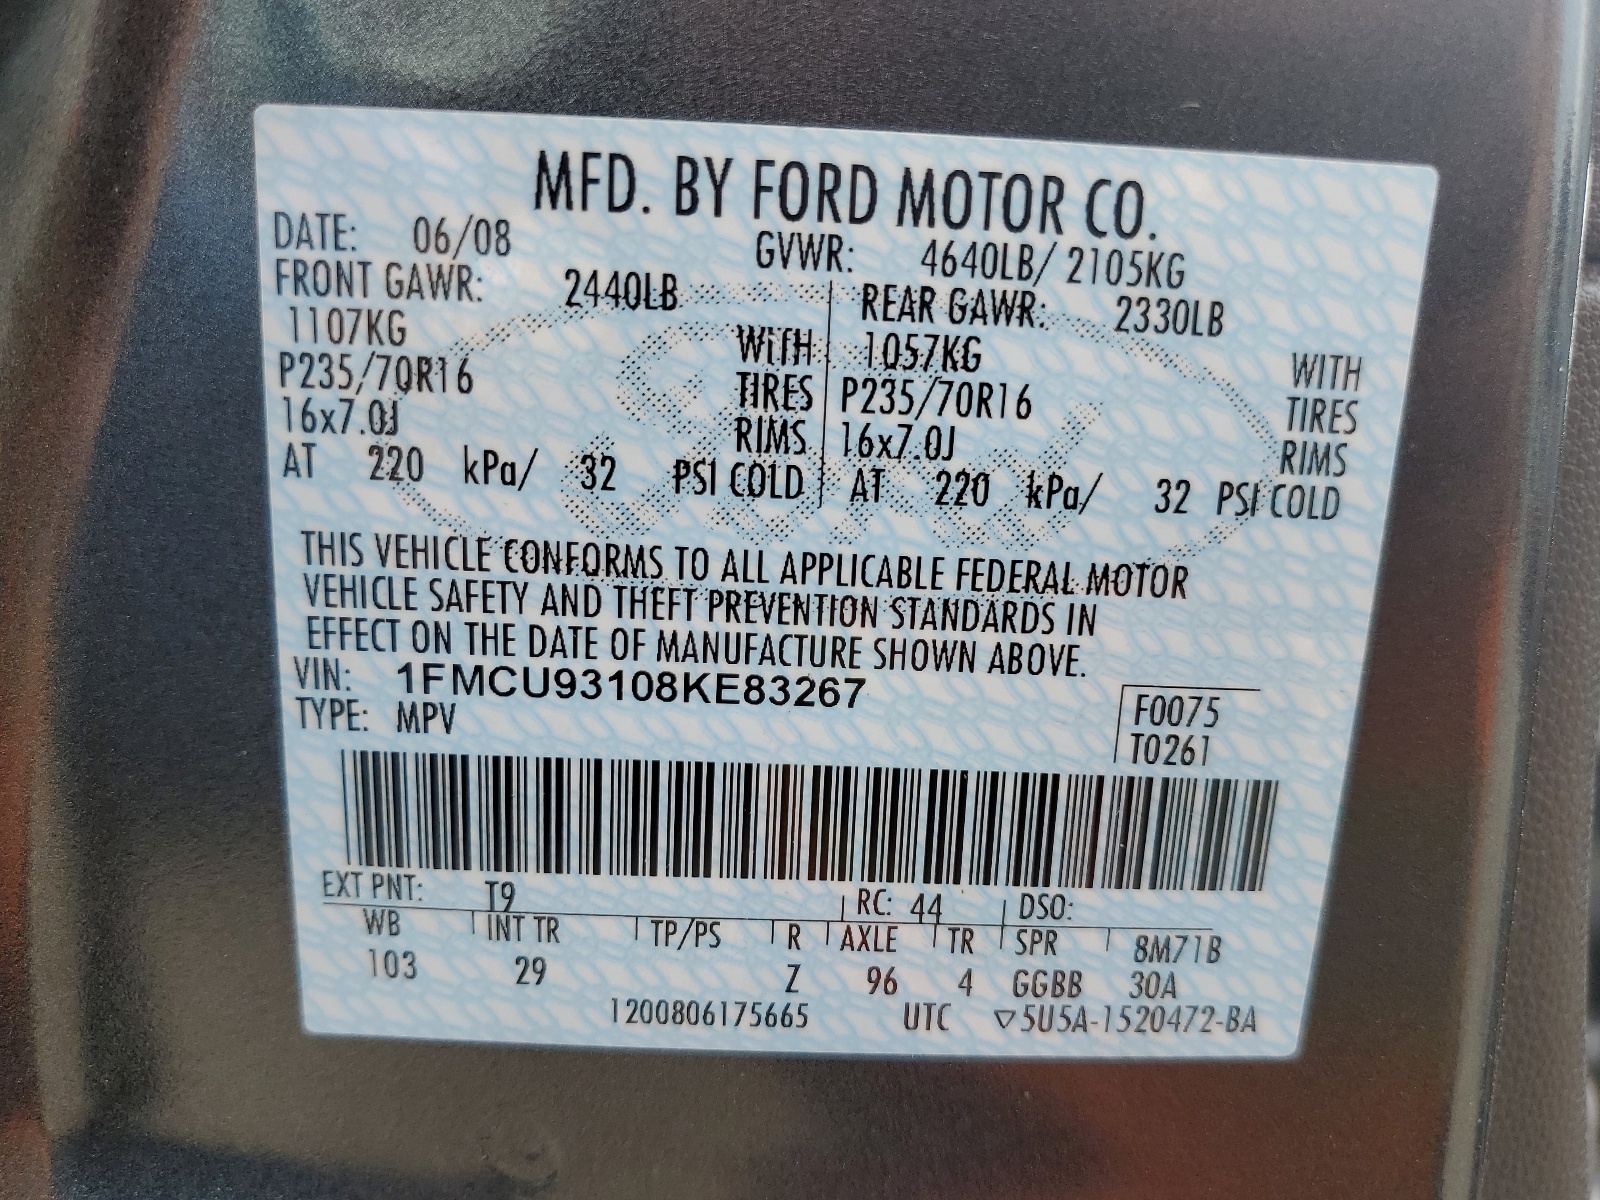 MFD. BY FORD MOTOR CO.
DATE: 06/08 GVWR: 4640LB/ 2105KG
FRONT GAWR: 2440LB REAR GAWR: 2330LB
1107KG WITH 1057KG WITH
P235/70R16 TIRES P235/70R16 TIRES
16x7.0J RIMS 16x7.0J RIMS
AT 220 kPa/ 32 PSI COLD AT 220 kPa/ 32 PSI COLD
THIS VEHICLE CONFORMS TO ALL APPLICABLE FEDERAL MOTOR
VEHICLE SAFETY AND THEFT PREVENTION STANDARDS IN
EFFECT ON THE DATE OF MANUFACTURE SHOWN ABOVE.
VIN: 1FMCU93108KE83267
TYPE: MPV
F0075
T0261
EXT PNT: T9 RC: 44 DSO:
WB INT TR TP/PS R AXLE TR SPR 8M71B
103 29 Z 96 4 GGBB 30A
1200806175665 UTC ▽5U5A-1520472-BA